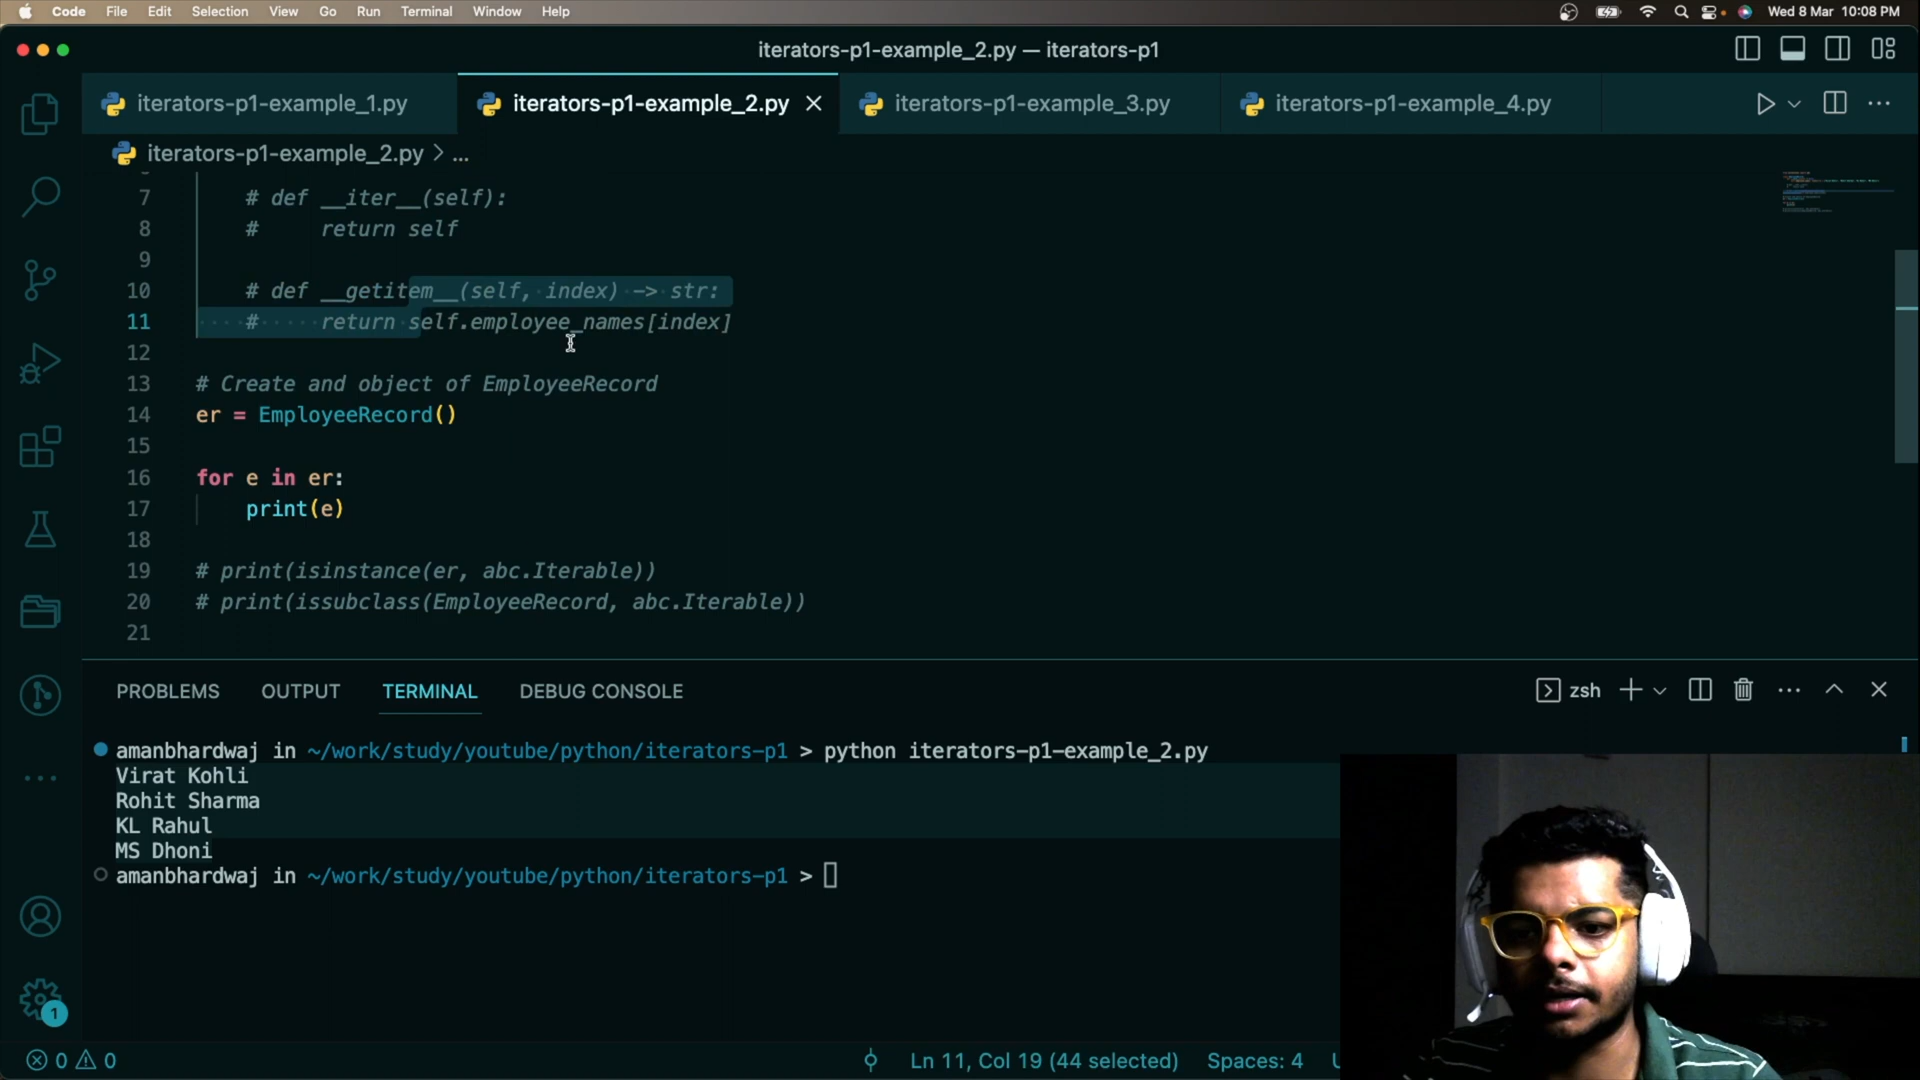 Code File Edit Selection View Go Run Terminal Window Help
Wed 8 Mar 10:08 PM
iterators-p1-example_2.py — iterators-p1
iterators-p1-example_1.py
iterators-p1-example_2.py
iterators-p1-example_3.py
iterators-p1-example_4.py
iterators-p1-example_2.py > ...
7 # def __iter__(self):
8 #     return self
9
10 # def __getitem__(self, index) -> str:
11 #     return self.employee_names[index]
12
13 # Create and object of EmployeeRecord
14 er = EmployeeRecord()
15
16 for e in er:
17     print(e)
18
19 # print(isinstance(er, abc.Iterable))
20 # print(issubclass(EmployeeRecord, abc.Iterable))
21
PROBLEMS OUTPUT TERMINAL DEBUG CONSOLE
zsh
amanbhardwaj in ~/work/study/youtube/python/iterators-p1 > python iterators-p1-example_2.py
Virat Kohli
Rohit Sharma
KL Rahul
MS Dhoni
amanbhardwaj in ~/work/study/youtube/python/iterators-p1 >
1
0 0
Ln 11, Col 19 (44 selected)
Spaces: 4